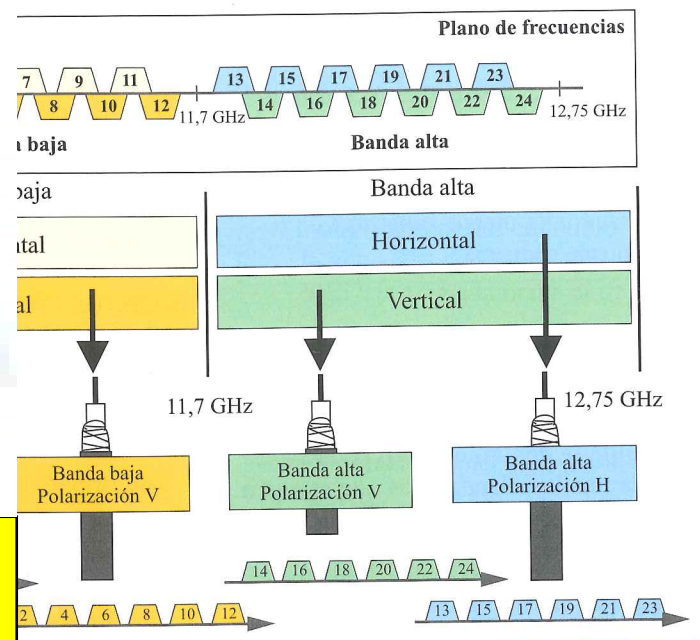 Plano de frecuencias
7 9 11 13 15 17 19 21 23
8 10 12 11,7 GHz 14 16 18 20 22 24 12,75 GHz
baja Banda alta
baja Banda alta
Horizontal
Vertical
11,7 GHz 12,75 GHz
Banda baja
Polarización V
Banda alta
Polarización V
Banda alta
Polarización H
14 16 18 20 22 24
2 4 6 8 10 12
13 15 17 19 21 23